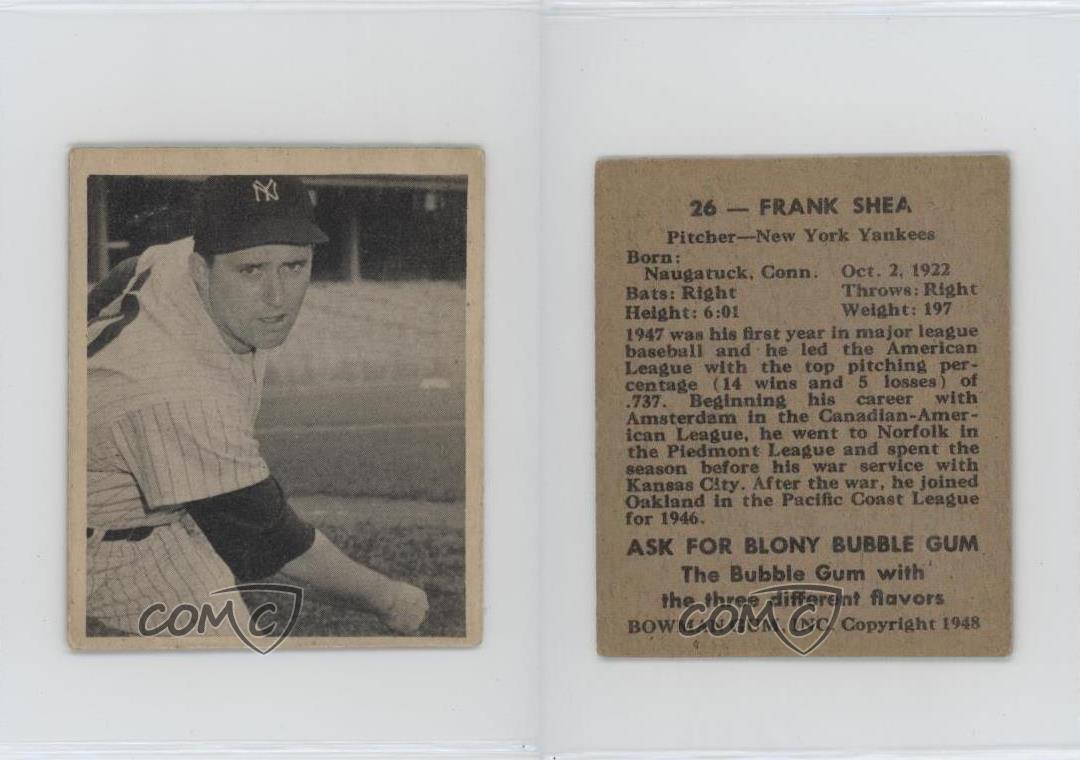 NY
COMC
26 — FRANK SHEA
Pitcher—New York Yankees
Born:
Naugatuck, Conn. Oct. 2, 1922
Bats: Right Throws: Right
Height: 6:01 Weight: 197
1947 was his first year in major league
baseball and he led the American
League with the top pitching per-
centage (14 wins and 5 losses) of
.737. Beginning his career with
Amsterdam in the Canadian-Amer-
ican League, he went to Norfolk in
the Piedmont League and spent the
season before his war service with
Kansas City. After the war, he joined
Oakland in the Pacific Coast League
for 1946.
ASK FOR BLONY BUBBLE GUM
The Bubble Gum with
the three different flavors
BOWMAN GUM, INC. Copyright 1948
COMC